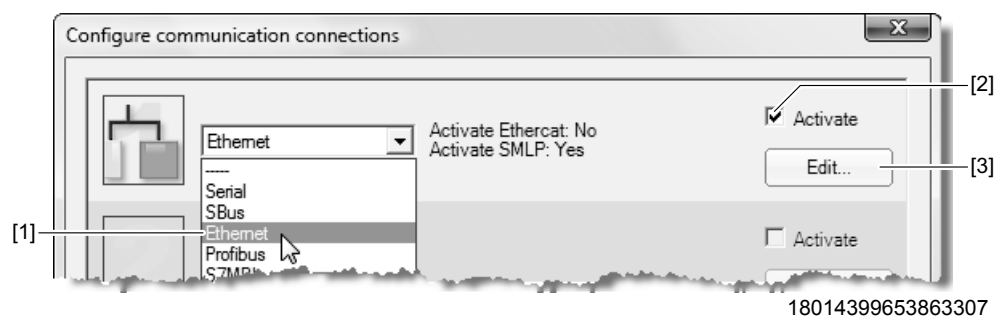 Configure communication connections
x
[2]
Activate
Ethernet
Activate Ethercat: No
Activate SMLP: Yes
Edit...
[3]
-----
Serial
SBus
[1]
Ethernet
Activate
Profibus
18014399653863307